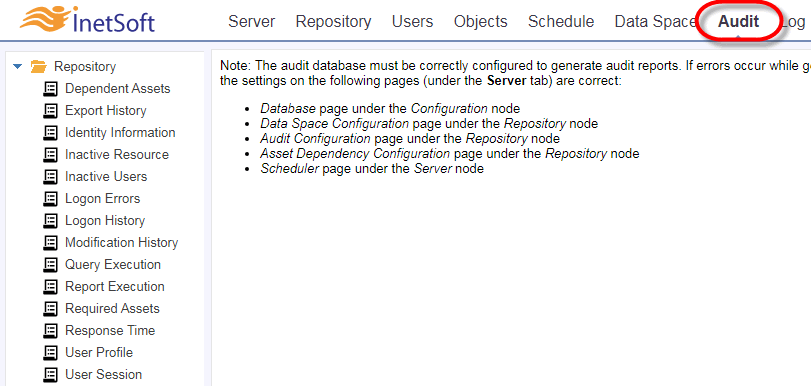 InetSoft
Server Repository Users Objects Schedule Data Space Audit Log
Repository
Dependent Assets
Export History
Identity Information
Inactive Resource
Inactive Users
Logon Errors
Logon History
Modification History
Query Execution
Report Execution
Required Assets
Response Time
User Profile
User Session
Note: The audit database must be correctly configured to generate audit reports. If errors occur while
the settings on the following pages (under the Server tab) are correct:
• Database page under the Configuration node
• Data Space Configuration page under the Repository node
• Audit Configuration page under the Repository node
• Asset Dependency Configuration page under the Repository node
• Scheduler page under the Server node